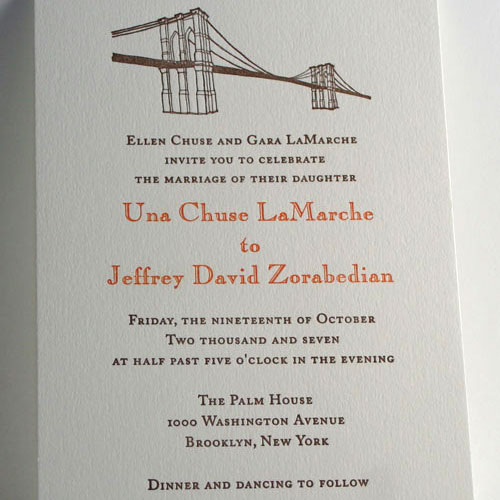 Ellen Chuse and Gara LaMarche
invite you to celebrate
the marriage of their daughter
Una Chuse LaMarche
to
Jeffrey David Zorabedian
Friday, the nineteenth of October
Two thousand and seven
at half past five o'clock in the evening
The Palm House
1000 Washington Avenue
Brooklyn, New York
Dinner and dancing to follow